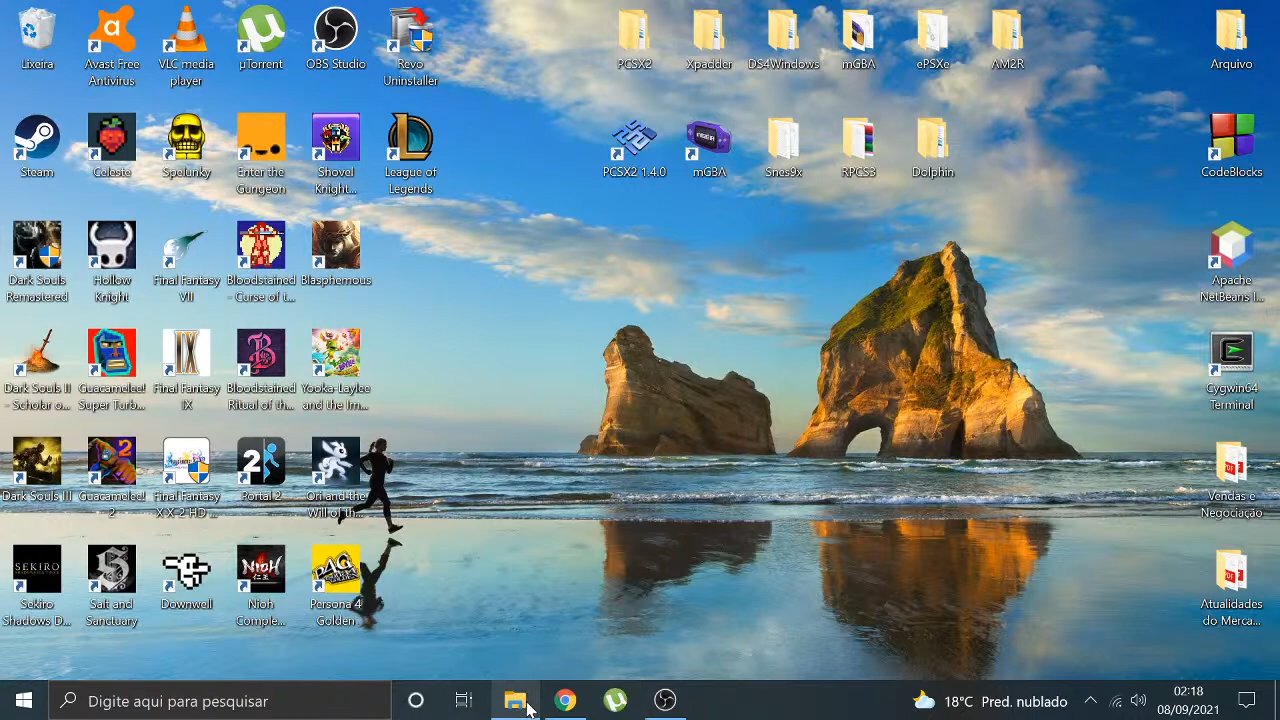 Lixeira
Avast Free
Antivirus
VLC media
player
µTorrent
OBS Studio
Revo
Uninstaller
PCSX2
Xpadder
DS4Windows
mGBA
ePSXe
AM2R
Arquivo
Steam
Celeste
Spelunky
Enter the
Gungeon
Shovel
Knight...
League of
Legends
PCSX2 1.4.0
mGBA
Snes9x
RPCS3
Dolphin
CodeBlocks
Dark Souls
Remastered
Hollow
Knight
Final Fantasy
VII
Bloodstained
- Curse of t...
Blasphemous
Apache
NetBeans I...
Dark Souls II
- Scholar o...
Guacamelee!
Super Turb...
Final Fantasy
IX
Bloodstained
Ritual of th...
Yooka-Laylee
and the Im...
Cygwin64
Terminal
Dark Souls III
Guacamelee!
2
Final Fantasy
X X-2 HD ...
Portal 2
Ori and the
Will of th...
Vendas e
Negociação
SEKIRO
Sekiro
Shadows D...
Salt and
Sanctuary
Downwell
NIOH
仁王
Nioh
Comple...
P4G
Persona 4
Golden
Atualidades
do Merca...
Digite aqui para pesquisar
18°C Pred. nublado
02:18
08/09/2021